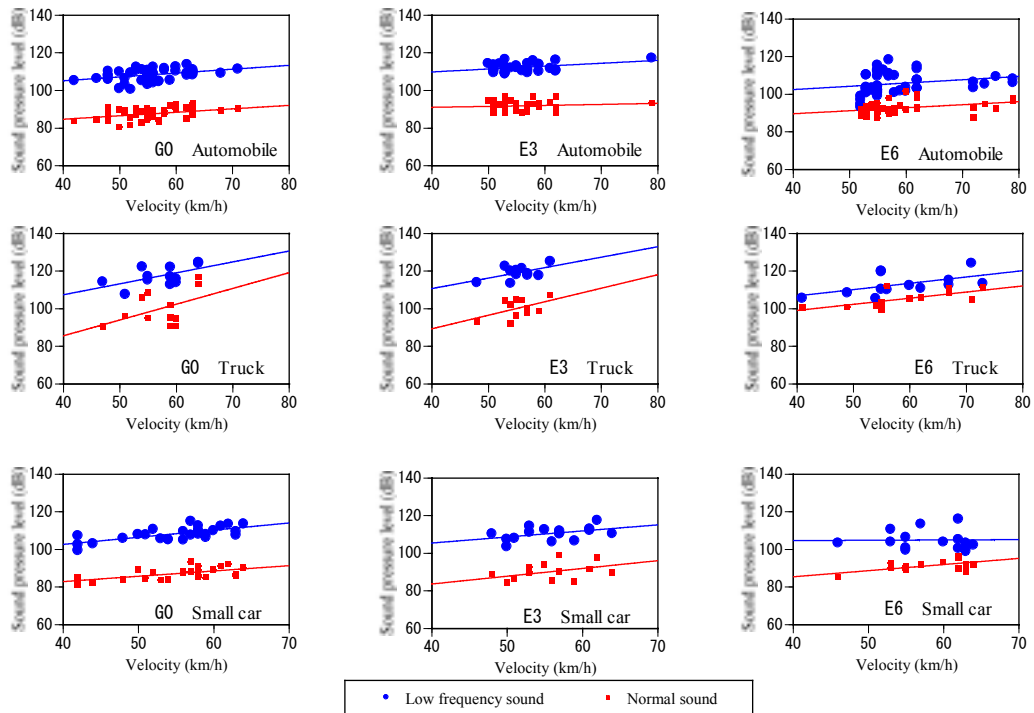 Sound pressure level (dB)
140
120
100
80
60
G0 Automobile
40 50 60 70 80
Velocity (km/h)
Sound pressure level (dB)
140
120
100
80
60
E3 Automobile
40 50 60 70 80
Velocity (km/h)
Sound pressure level (dB)
140
120
100
80
60
E6 Automobile
40 50 60 70 80
Velocity (km/h)
Sound pressure level (dB)
140
120
100
80
60
G0 Truck
40 50 60 70 80
Velocity (km/h)
Sound pressure level (dB)
140
120
100
80
60
E3 Truck
40 50 60 70 80
Velocity (km/h)
Sound pressure level (dB)
140
120
100
80
60
E6 Truck
40 50 60 70 80
Velocity (km/h)
Sound pressure level (dB)
140
120
100
80
60
G0 Small car
40 50 60 70
Velocity (km/h)
Sound pressure level (dB)
140
120
100
80
60
E3 Small car
40 50 60 70
Velocity (km/h)
Sound pressure level (dB)
140
120
100
80
60
E6 Small car
40 50 60 70
Velocity (km/h)
Low frequency sound
Normal sound